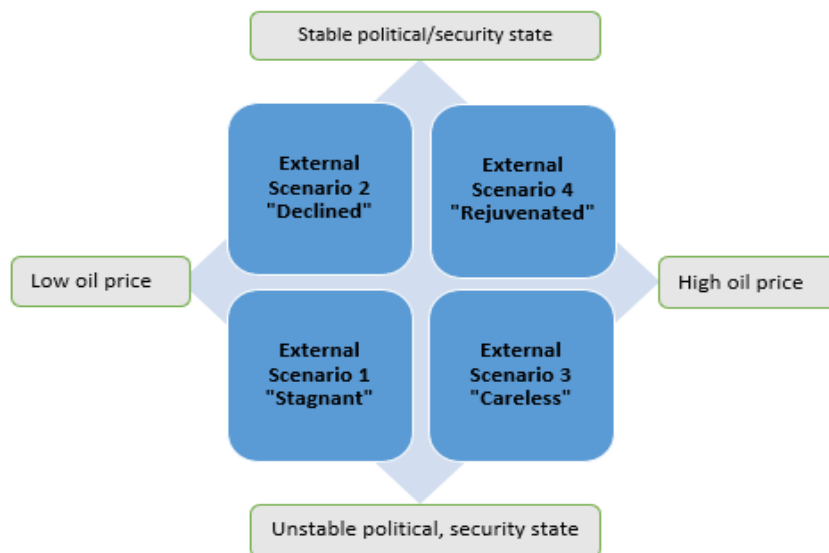 Stable political/security state
External
Scenario 2
"Declined"
External
Scenario 4
"Rejuvenated"
Low oil price
High oil price
External
Scenario 1
"Stagnant"
External
Scenario 3
"Careless"
Unstable political, security state